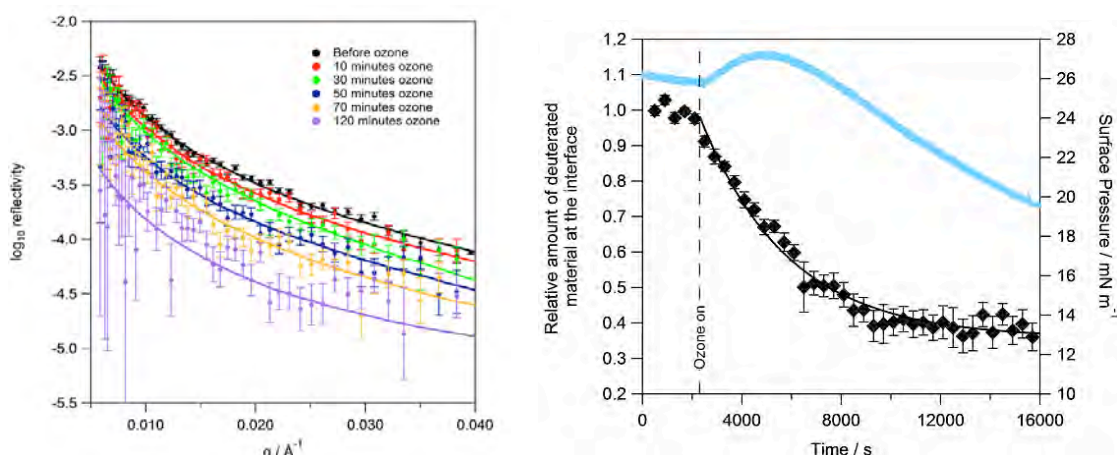 -2.0
-2.5
-3.0
-3.5
-4.0
-4.5
-5.0
-5.5
log10 reflectivity
Before ozone
10 minutes ozone
30 minutes ozone
50 minutes ozone
70 minutes ozone
120 minutes ozone
0.010
0.020
0.030
0.040
q / Å-1
1.2
1.1
1.0
0.9
0.8
0.7
0.6
0.5
0.4
0.3
0.2
Relative amount of deuterated
material at the interface
Ozone on
28
26
24
22
20
18
16
14
12
10
Surface Pressure / mN m-1
0
4000
8000
12000
16000
Time / s